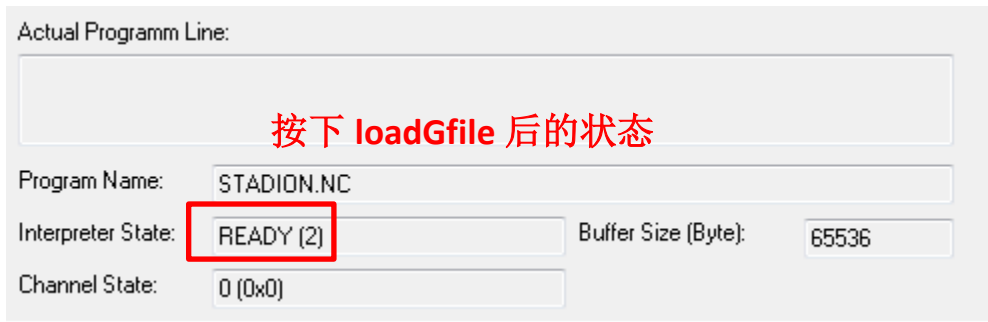 Actual Programm Line:
按下 loadGfile 后的状态
Program Name: STADION.NC
Interpreter State: READY (2) Buffer Size (Byte): 65536
Channel State: 0 (0x0)